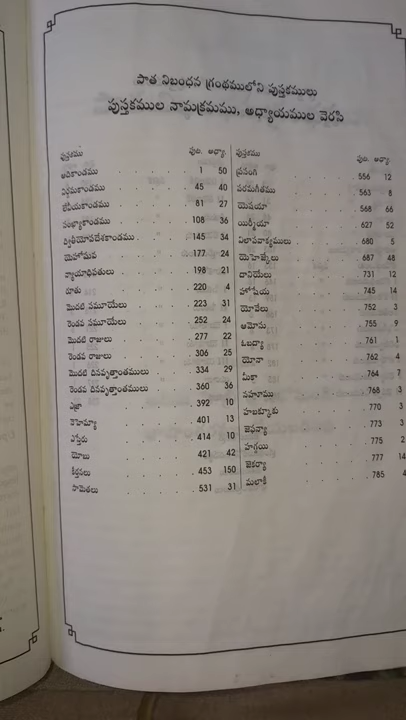 పాత నిబంధన గ్రంథములోని పుస్తకములు
పుస్తకముల నామక్రమము, అధ్యాయముల వెరసి
పుస్తకము పుట. అధ్యా.
ఆదికాండము . . . . 1 50
నిర్గమకాండము . . . . 45 40
లేవీయకాండము . . . . 81 27
సంఖ్యాకాండము . . . . 108 36
ద్వితీయోపదేశకాండము . . . . 145 34
యెహోషువ . . . . 177 24
న్యాయాధిపతులు . . . . 198 21
రూతు . . . . 220 4
మొదటి సమూయేలు . . . . 223 31
రెండవ సమూయేలు . . . . 252 24
మొదటి రాజులు . . . . 277 22
రెండవ రాజులు . . . . 306 25
మొదటి దినవృత్తాంతములు . . . . 334 29
రెండవ దినవృత్తాంతములు . . . . 360 36
ఎజ్రా . . . . 392 10
నెహెమ్యా . . . . 401 13
ఎస్తేరు . . . . 414 10
యోబు . . . . 421 42
కీర్తనలు . . . . 453 150
సామెతలు . . . . 531 31
పుస్తకము పుట. అధ్యా.
ప్రసంగి . . . . 556 12
పరమగీతము . . . . 563 8
యెషయా . . . . 568 66
యిర్మీయా . . . . 627 52
విలాపవాక్యములు . . . . 680 5
యెహెజ్కేలు . . . . 687 48
దానియేలు . . . . 731 12
హోషేయ . . . . 745 14
యోవేలు . . . . 752 3
ఆమోసు . . . . 755 9
ఓబద్యా . . . . 761 1
యోనా . . . . 762 4
మీకా . . . . 764 7
నహూము . . . . 768 3
హబక్కూకు . . . . 770 3
జెఫన్యా . . . . 773 3
హగ్గయి . . . . 775 2
జెకర్యా . . . . 777 14
మలాకీ . . . . 785 4